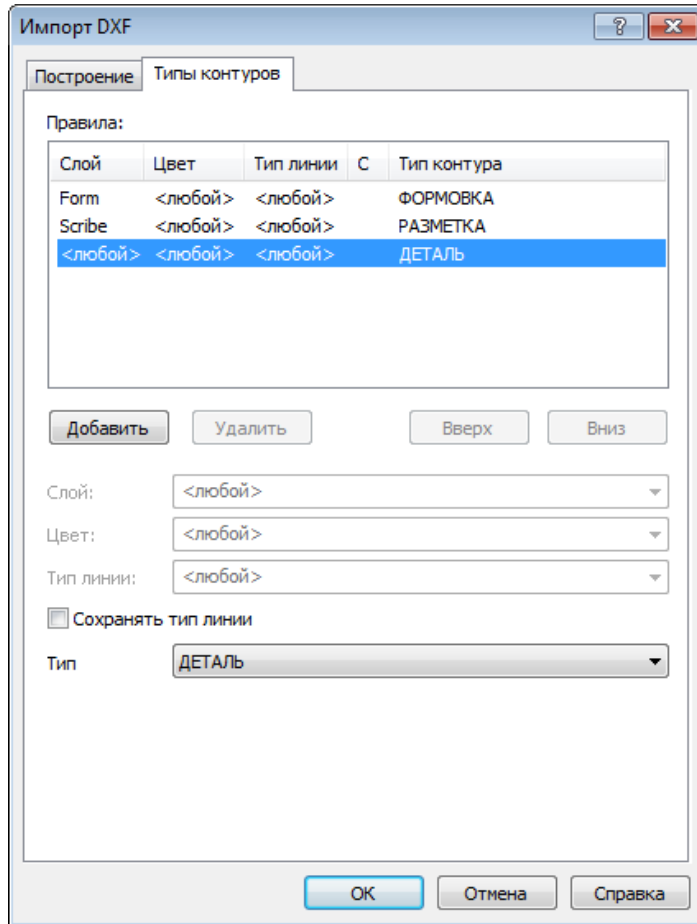 Импорт DXF
Построение Типы контуров
Правила:
Слой Цвет Тип линии С Тип контура
Form <любой> <любой> ФОРМОВКА
Scribe <любой> <любой> РАЗМЕТКА
<любой> <любой> <любой> ДЕТАЛЬ
Добавить Удалить Вверх Вниз
Слой: <любой>
Цвет: <любой>
Тип линии: <любой>
Сохранять тип линии
Тип ДЕТАЛЬ
ОК Отмена Справка